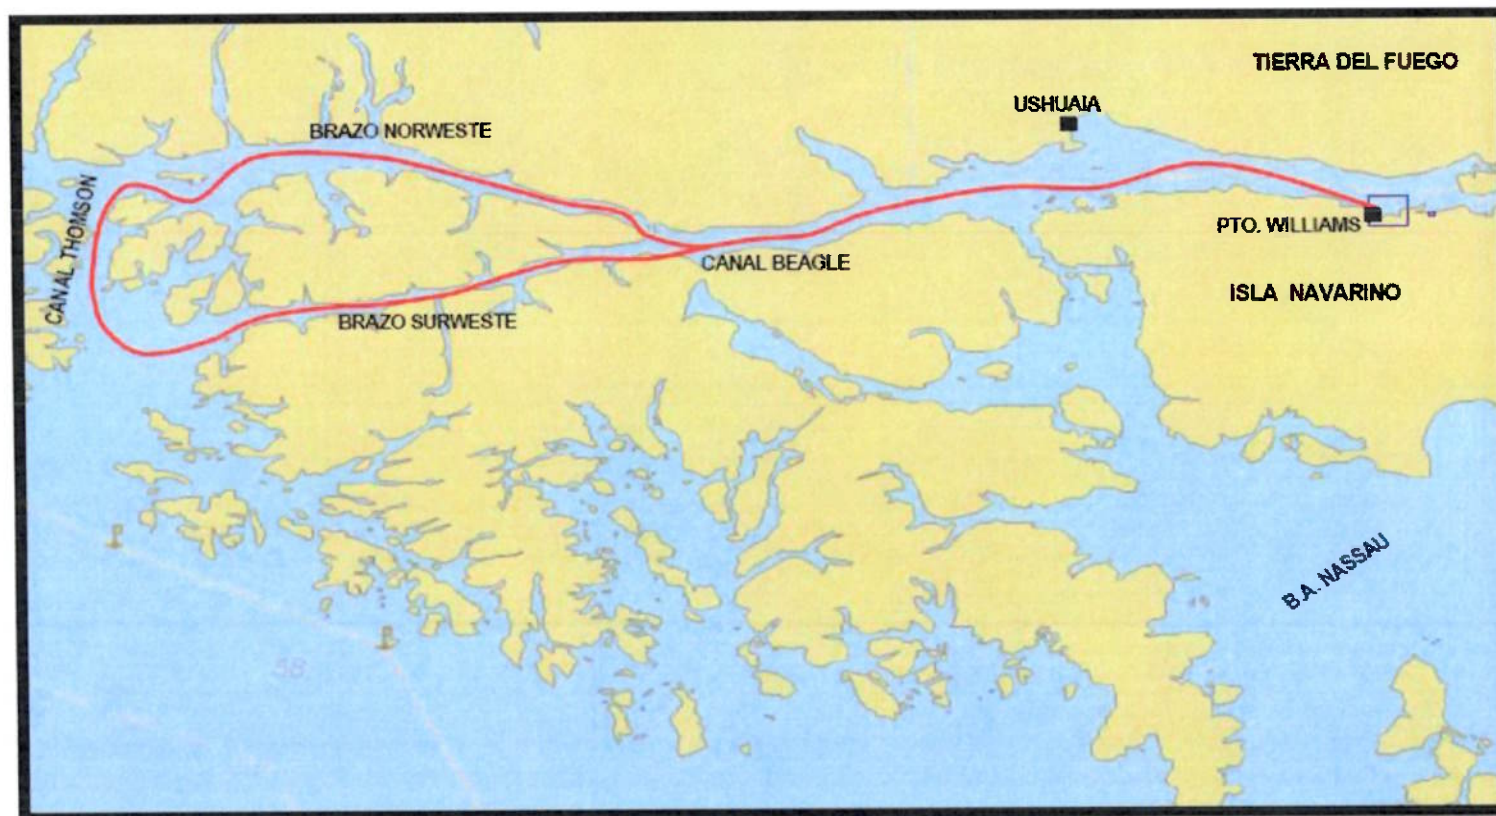 TIERRA DEL FUEGO
USHUAIA
BRAZO NORWESTE
CANAL THOMSON
PTO. WILLIAMS
CANAL BEAGLE
ISLA NAVARINO
BRAZO SURWESTE
B.A. NASSAU
58